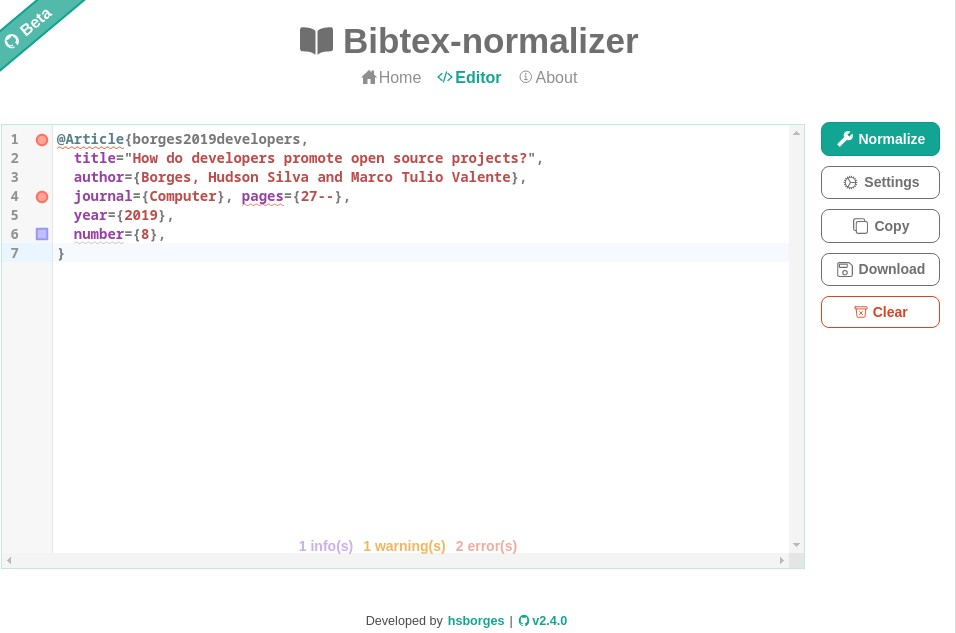 Beta
Bibtex-normalizer
Home </> Editor About
1 @Article{borges2019developers,
2 title="How do developers promote open source projects?",
3 author={Borges, Hudson Silva and Marco Tulio Valente},
4 journal={Computer}, pages={27--},
5 year={2019},
6 number={8},
7 }
1 info(s) 1 warning(s) 2 error(s)
Normalize
Settings
Copy
Download
Clear
Developed by hsborges | v2.4.0